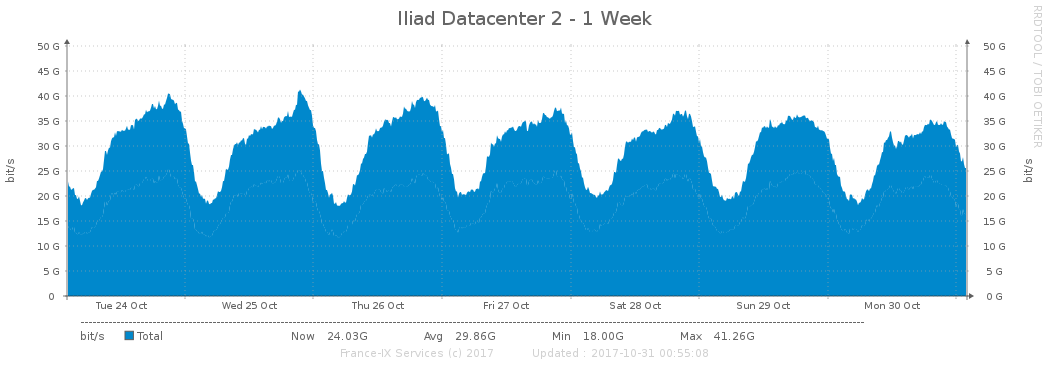 Iliad Datacenter 2 - 1 Week
RRDTOOL / TOBI OETIKER
bit/s
50 G 50 G
45 G 45 G
40 G 40 G
35 G 35 G
30 G 30 G
25 G 25 G
20 G 20 G
15 G 15 G
10 G 10 G
5 G 5 G
0 0 G
bit/s
Tue 24 Oct Wed 25 Oct Thu 26 Oct Fri 27 Oct Sat 28 Oct Sun 29 Oct Mon 30 Oct
bit/s Total Now 24.03G Avg 29.86G Min 18.00G Max 41.26G
France-IX Services (c) 2017 Updated : 2017-10-31 00:55:08